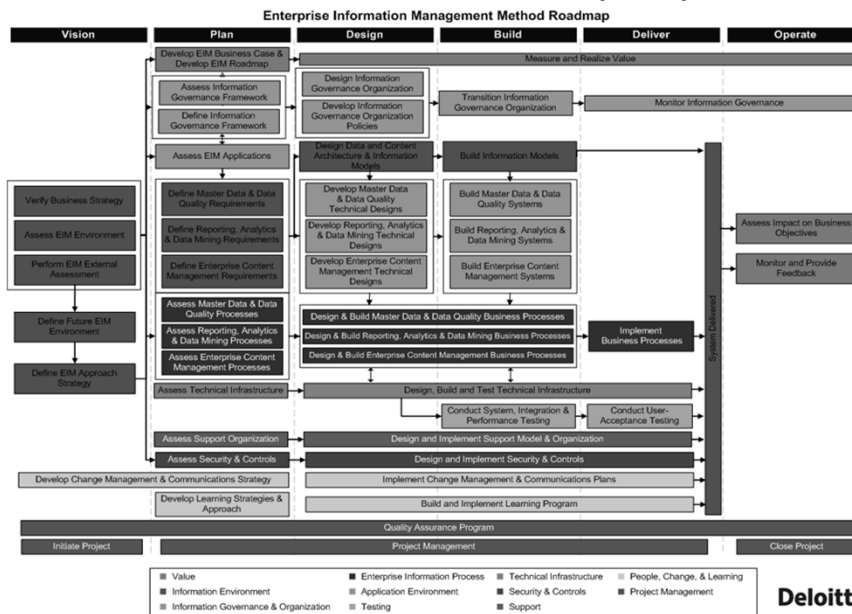 Enterprise Information Management Method Roadmap
Vision
Plan
Design
Build
Deliver
Operate
Develop EIM Business Case &
Develop EIM Roadmap
Measure and Realize Value
Assess Information
Governance Framework
Define Information
Governance Framework
Design Information
Governance Organization
Develop Information
Governance Organization
Policies
Transition Information
Governance Organization
Monitor Information Governance
Assess EIM Applications
Design Data and Content
Architecture & Information
Models
Build Information Models
Verify Business Strategy
Assess EIM Environment
Perform EIM External
Assessment
Define Future EIM
Environment
Define EIM Approach
Strategy
Define Master Data & Data
Quality Requirements
Define Reporting, Analytics
& Data Mining Requirements
Define Enterprise Content
Management Requirements
Develop Master Data
& Data Quality
Technical Designs
Develop Reporting, Analytics
& Data Mining Technical
Designs
Develop Enterprise Content
Management Technical
Designs
Build Master Data & Data
Quality Systems
Build Reporting, Analytics
& Data Mining Systems
Build Enterprise Content
Management Systems
Assess Impact on Business
Objectives
Monitor and Provide
Feedback
Assess Master Data & Data
Quality Processes
Assess Reporting, Analytics
& Data Mining Processes
Assess Enterprise Content
Management Processes
Design & Build Master Data & Data Quality Business Processes
Design & Build Reporting, Analytics & Data Mining Business Processes
Design & Build Enterprise Content Management Business Processes
Implement
Business Processes
System Delivered
Assess Technical Infrastructure
Design, Build and Test Technical Infrastructure
Conduct System, Integration &
Performance Testing
Conduct User-
Acceptance Testing
Assess Support Organization
Design and Implement Support Model & Organization
Assess Security & Controls
Design and Implement Security & Controls
Develop Change Management & Communications Strategy
Implement Change Management & Communications Plans
Develop Learning Strategies &
Approach
Build and Implement Learning Program
Quality Assurance Program
Initiate Project
Project Management
Close Project
Value
Information Environment
Information Governance & Organization
Enterprise Information Process
Application Environment
Testing
Technical Infrastructure
Security & Controls
Support
People, Change, & Learning
Project Management
Deloitt